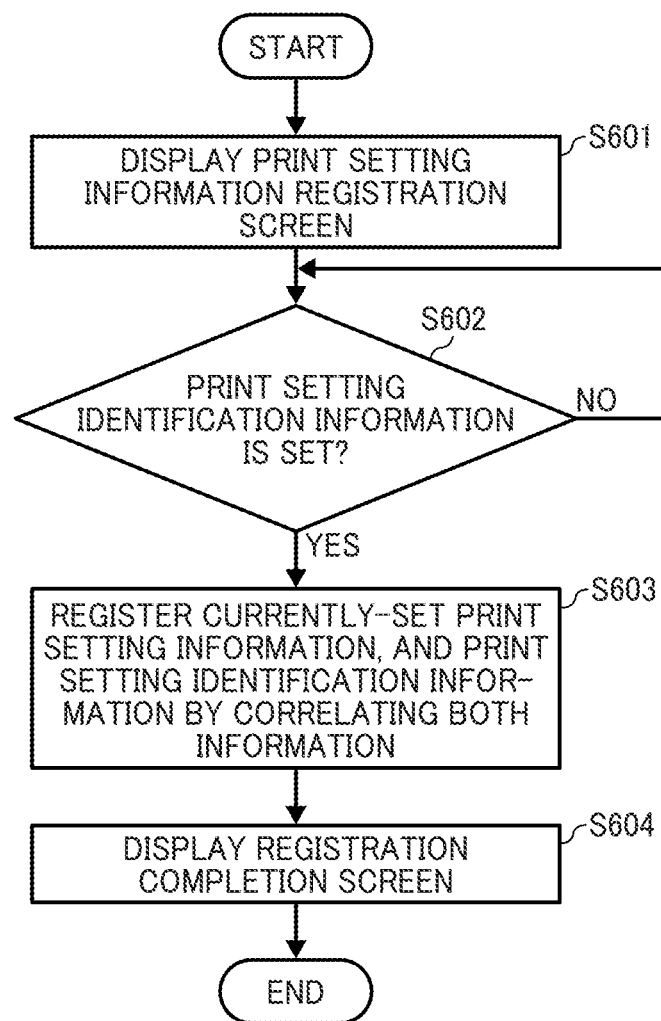 START
S601
DISPLAY PRINT SETTING
INFORMATION REGISTRATION
SCREEN
S602
PRINT SETTING
IDENTIFICATION INFORMATION
IS SET?
NO
YES
S603
REGISTER CURRENTLY-SET PRINT
SETTING INFORMATION, AND PRINT
SETTING IDENTIFICATION INFOR-
MATION BY CORRELATING BOTH
INFORMATION
S604
DISPLAY REGISTRATION
COMPLETION SCREEN
END